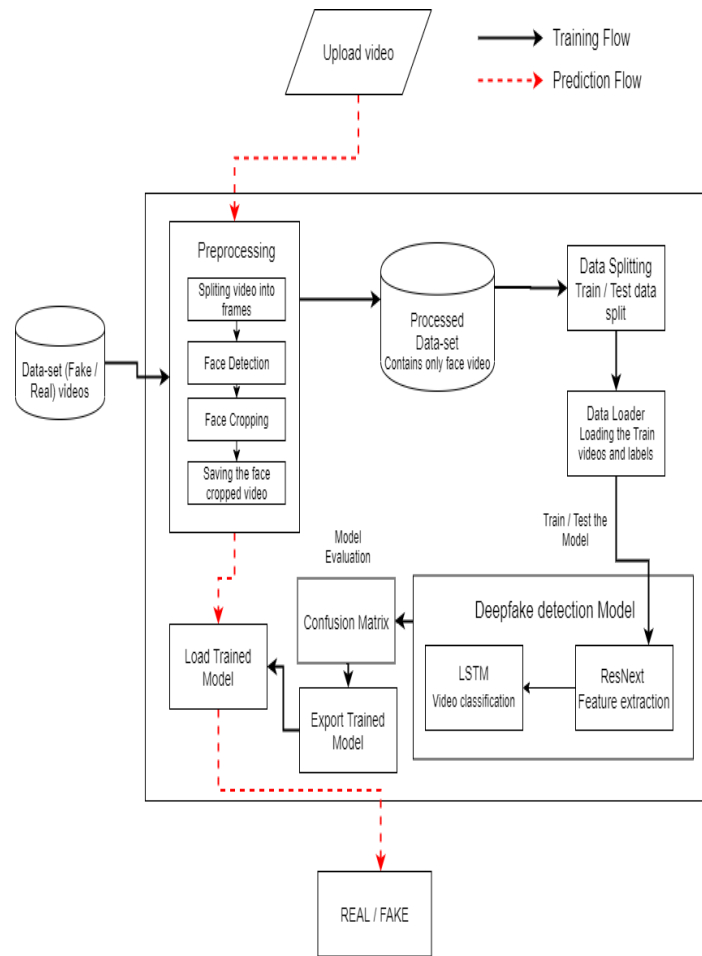 Upload video
Training Flow
Prediction Flow
Preprocessing
Spliting video into
frames
Face Detection
Face Cropping
Saving the face
cropped video
Data-set (Fake /
Real) videos
Processed
Data-set
Contains only face video
Data Splitting
Train / Test data
split
Data Loader
Loading the Train
videos and labels
Train / Test the
Model
Model
Evaluation
Confusion Matrix
Deepfake detection Model
ResNext
Feature extraction
LSTM
Video classification
Load Trained
Model
Export Trained
Model
REAL / FAKE